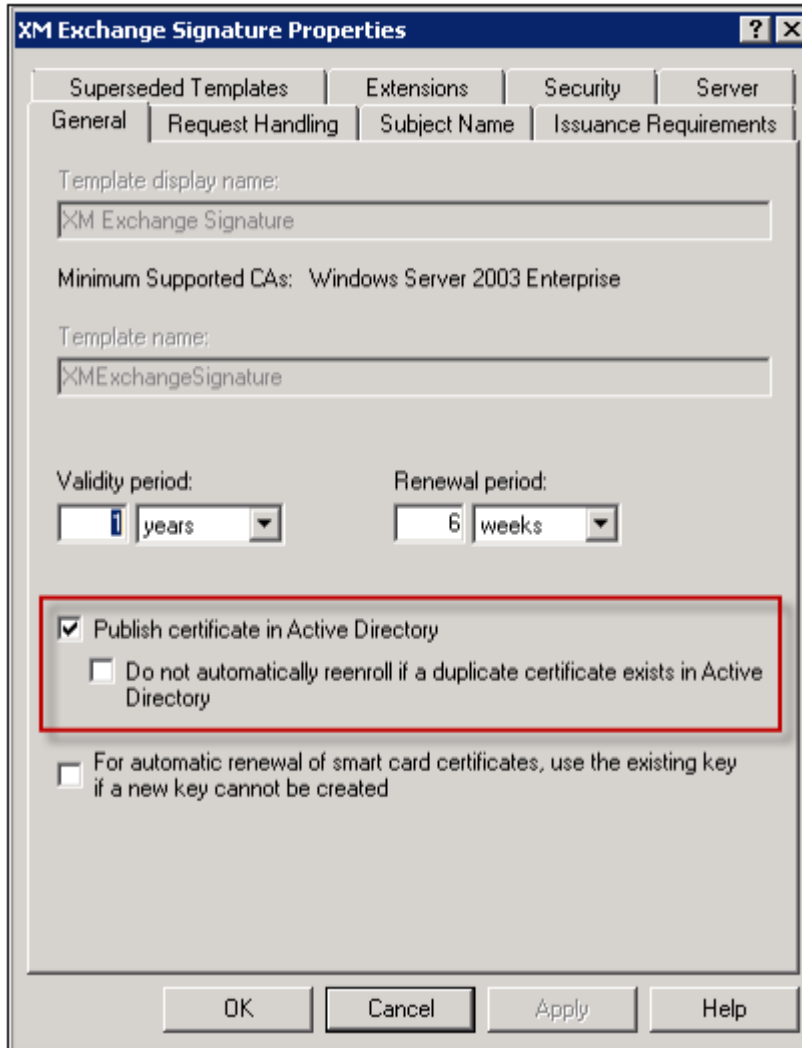 XM Exchange Signature Properties
Superseded Templates Extensions Security Server
General Request Handling Subject Name Issuance Requirements
Template display name:
XM Exchange Signature
Minimum Supported CAs: Windows Server 2003 Enterprise
Template name:
XMExchangeSignature
Validity period: Renewal period:
1 years 6 weeks
Publish certificate in Active Directory
Do not automatically reenroll if a duplicate certificate exists in Active
Directory
For automatic renewal of smart card certificates, use the existing key
if a new key cannot be created
OK Cancel Apply Help